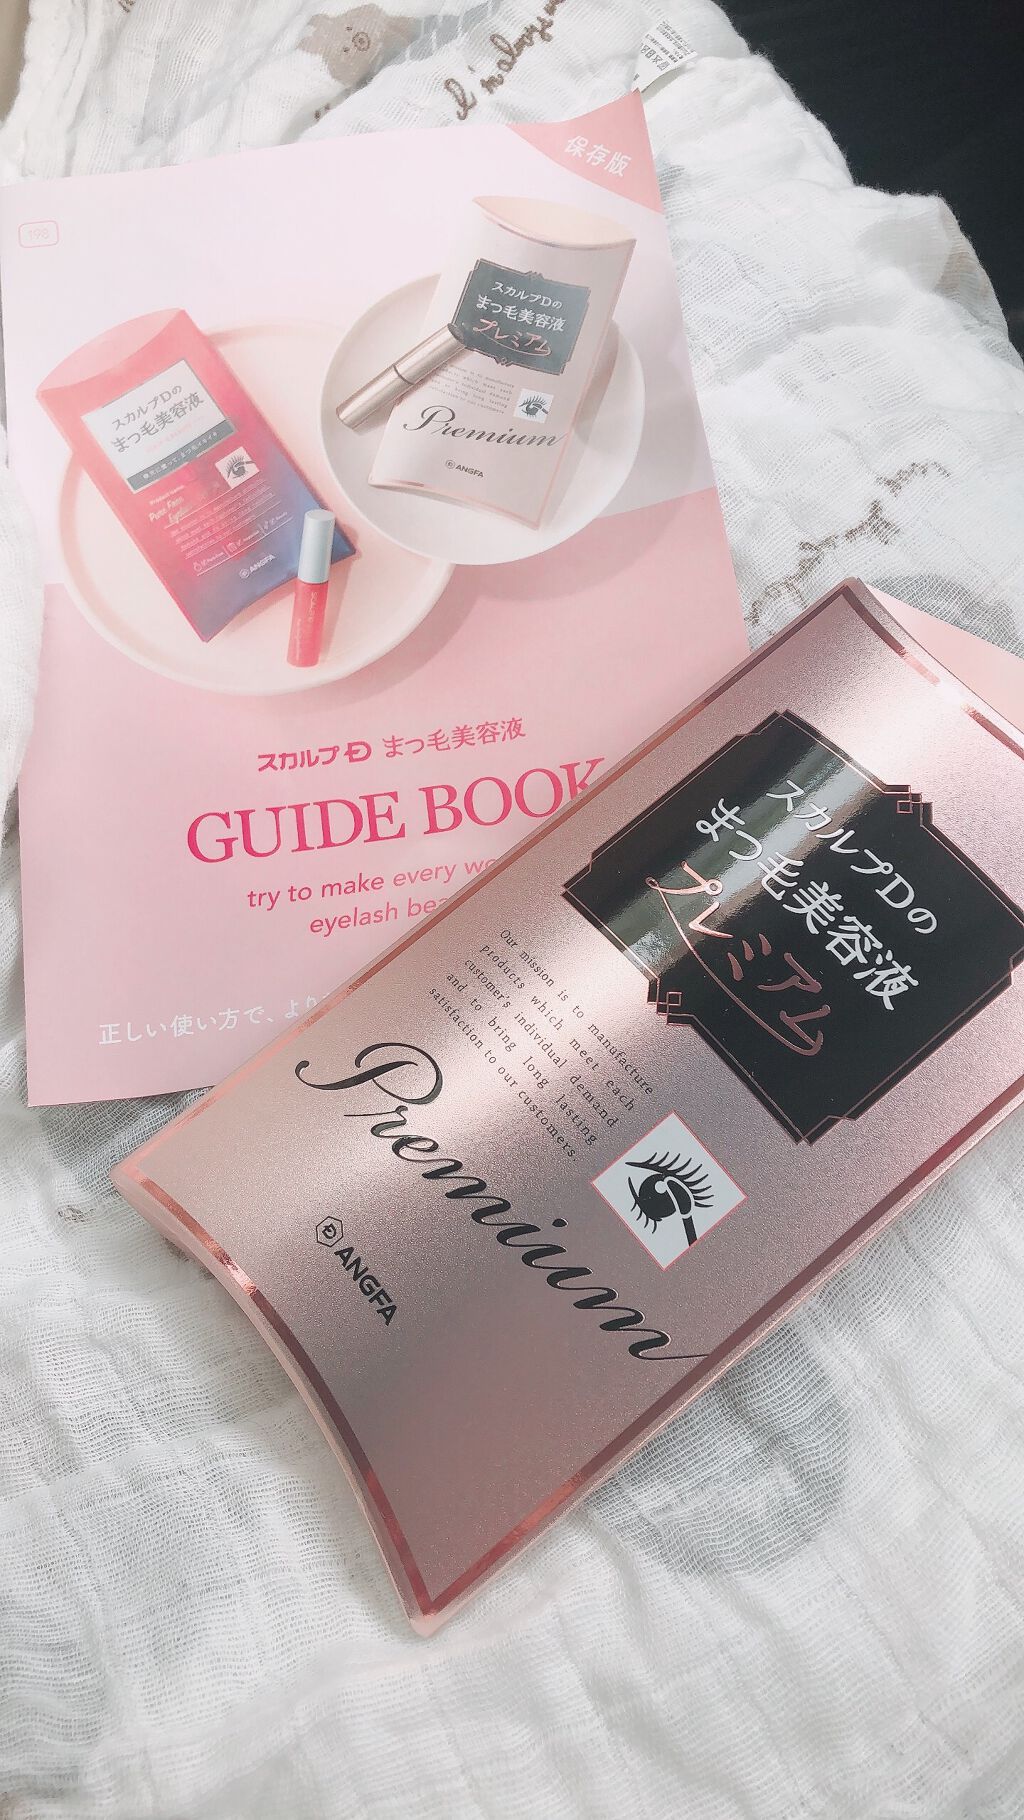 I'm always
保存版
198
スカルプDの
まつ毛美容液
プレミアム
Premium
ANGFA
スカルプDの
まつ毛美容液
ANGFA
スカルプD まつ毛美容液
GUIDE BOOK
try to make every wo
eyelash bea
正しい使い方で、より
スカルプDの
まつ毛美容液
プレミアム
Our mission is to manufacture
products which meet each
customer's individual demand
and to bring long lasting
satisfaction to our customers.
Premium
ANGFA